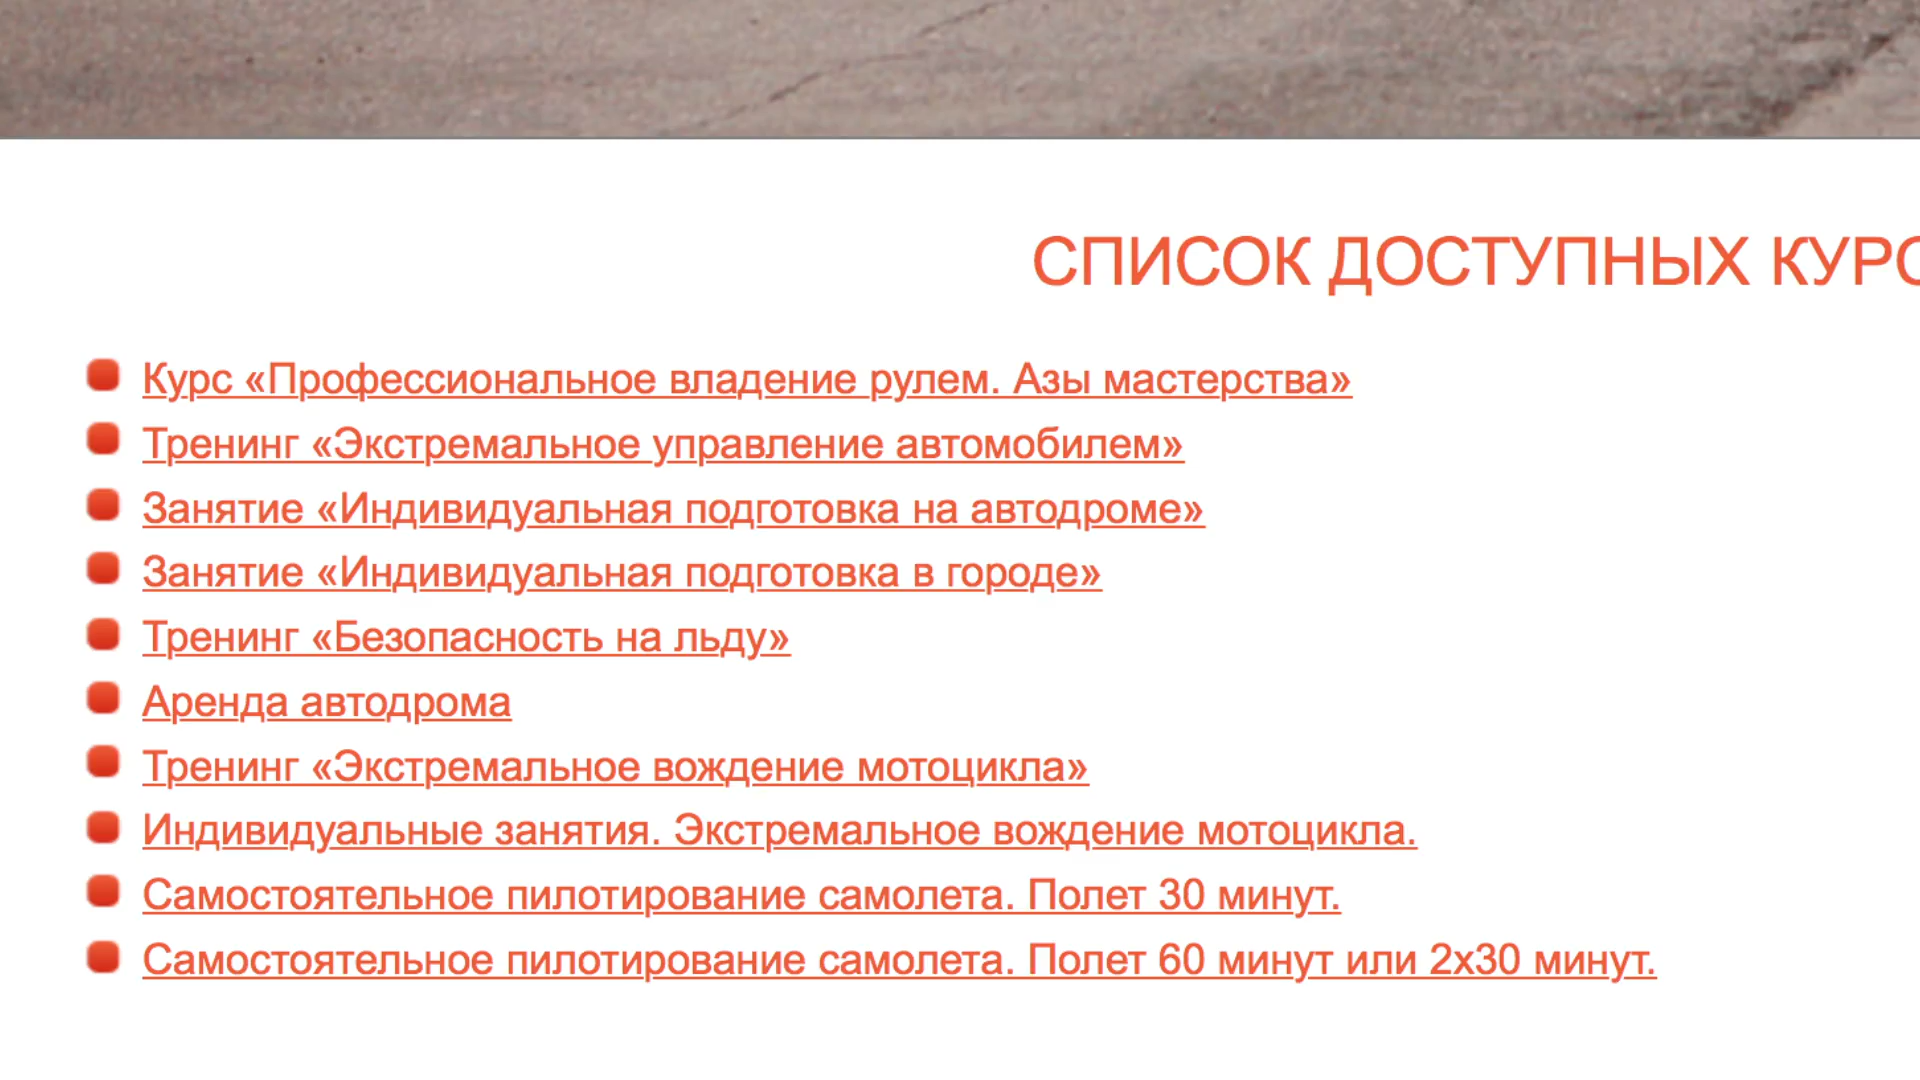 СПИСОК ДОСТУПНЫХ
Курс «Профессиональное владение рулем. Азы мастерства»
Тренинг «Экстремальное управление автомобилем»
Занятие «Индивидуальная подготовка на автодроме»
Занятие «Индивидуальная подготовка в городе»
Тренинг «Безопасность на льду»
Аренда автодрома
Тренинг «Экстремальное вождение мотоцикла»
Индивидуальные занятия. Экстремальное вождение мотоцикла.
Самостоятельное пилотирование самолета. Полет 30 минут.
Самостоятельное пилотирование самолета. Полет 60 минут или 2х30 минут.